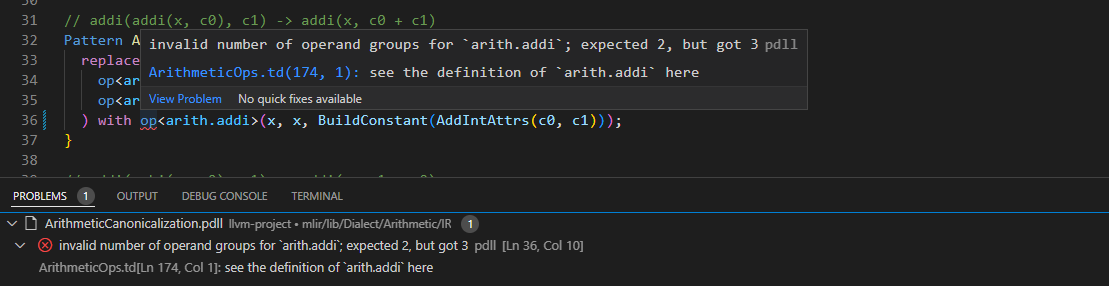 31 // addi(addi(x, c0), c1) -> addi(x, c0 + c1)
32 Pattern A
invalid number of operand groups for `arith.addi`; expected 2, but got 3 pdll
33 replace
ArithmeticOps.td(174, 1): see the definition of `arith.addi` here
34 op<ar
35 op<ar
View Problem No quick fixes available
36 ) with op<arith.addi>(x, x, BuildConstant(AddIntAttrs(c0, c1)));
37 }
38
PROBLEMS 1 OUTPUT DEBUG CONSOLE TERMINAL
ArithmeticCanonicalization.pdll llvm-project • mlir/lib/Dialect/Arithmetic/IR 1
invalid number of operand groups for `arith.addi`; expected 2, but got 3 pdll [Ln 36, Col 10]
ArithmeticOps.td[Ln 174, Col 1]: see the definition of `arith.addi` here